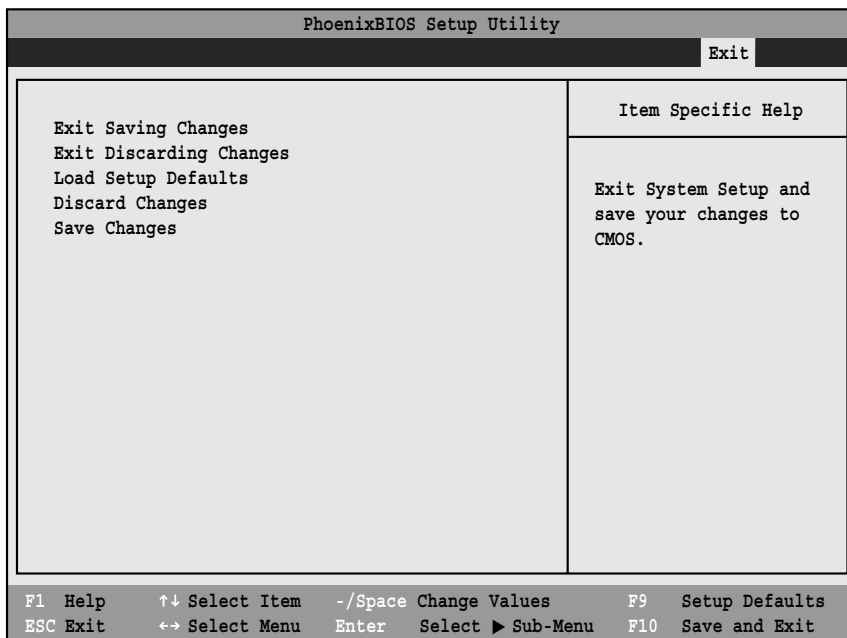 PhoenixBIOS Setup Utility
Exit
Exit Saving Changes
Exit Discarding Changes
Load Setup Defaults
Discard Changes
Save Changes
Item Specific Help
Exit System Setup and
save your changes to
CMOS.
F1 Help ↑↓ Select Item -/Space Change Values F9 Setup Defaults
ESC Exit ←→ Select Menu Enter Select ▶ Sub-Menu F10 Save and Exit